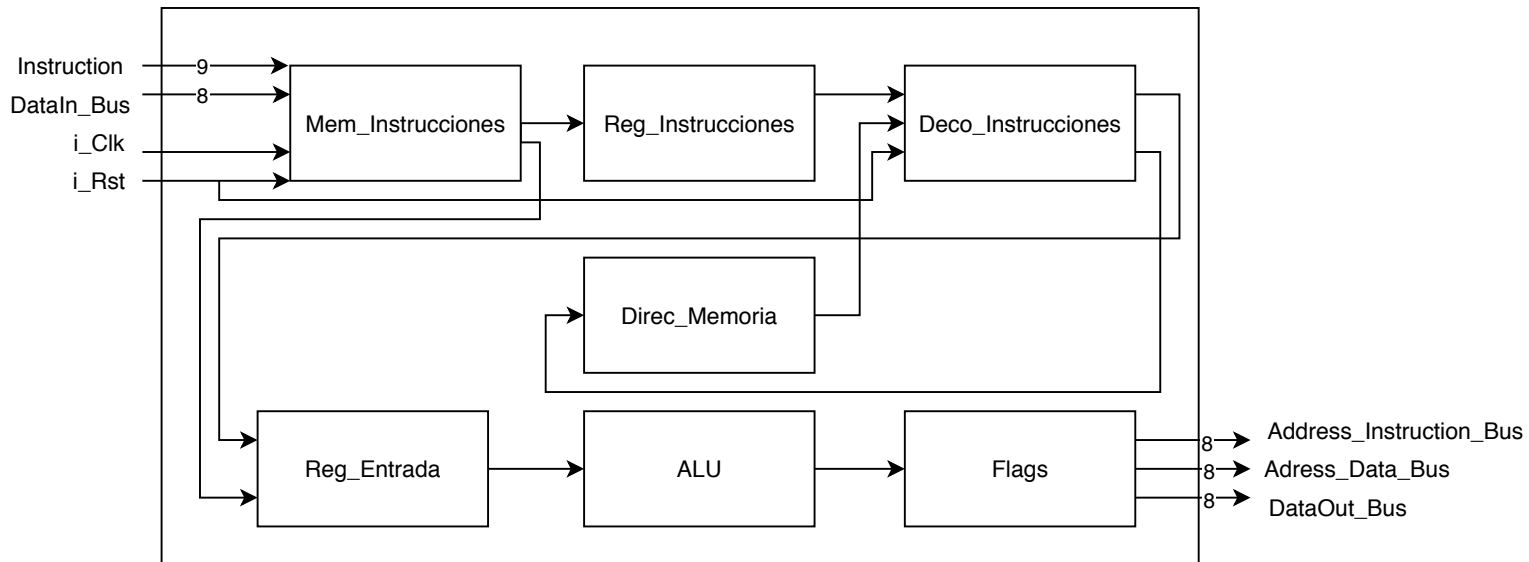 Instruction
9
DataIn_Bus
8
i_Clk
i_Rst
Mem_Instrucciones
Reg_Instrucciones
Deco_Instrucciones
Direc_Memoria
Reg_Entrada
ALU
Flags
8
Address_Instruction_Bus
8
Adress_Data_Bus
8
DataOut_Bus